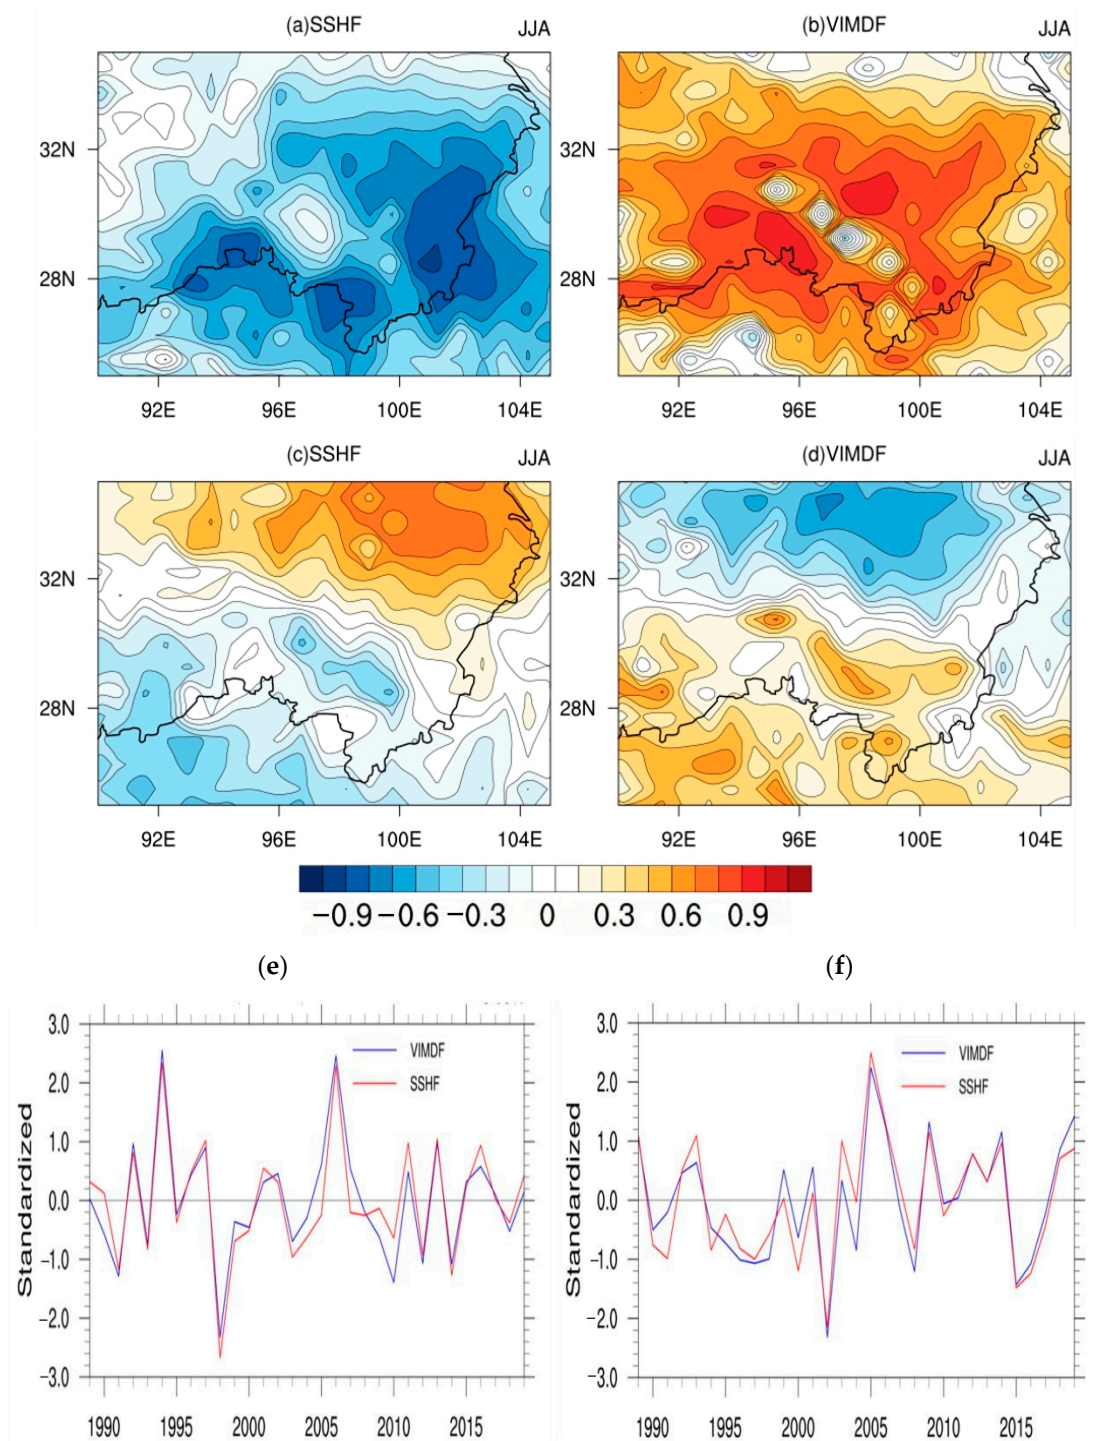 (a)SSHF JJA (b)VIMDF JJA
32N 32N
28N 28N
92E 96E 100E 104E 92E 96E 100E 104E
(c)SSHF JJA (d)VIMDF JJA
32N 32N
28N 28N
92E 96E 100E 104E 92E 96E 100E 104E
−0.9 −0.6 −0.3 0 0.3 0.6 0.9
(e) (f)
3.0 3.0
VIMDF VIMDF
SSHF SSHF
2.0 2.0
1.0 1.0
0.0 0.0
Standardized Standardized
−1.0 −1.0
−2.0 −2.0
−3.0 −3.0
1990 1995 2000 2005 2010 2015 1990 1995 2000 2005 2010 2015